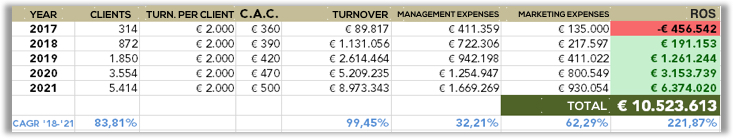 YEAR CLIENTS TURN. PER CLIENT C.A.C. TURNOVER MANAGEMENT EXPENSES MARKETING EXPENSES ROS
2017 314 € 2.000 € 360 € 89.817 € 411.359 € 135.000 -€ 456.542
2018 872 € 2.000 € 390 € 1.131.056 € 722.306 € 217.597 € 191.153
2019 1.850 € 2.000 € 420 € 2.614.464 € 942.198 € 411.022 € 1.261.244
2020 3.554 € 2.000 € 470 € 5.209.235 € 1.254.947 € 800.549 € 3.153.739
2021 5.414 € 2.000 € 500 € 8.973.343 € 1.669.269 € 930.054 € 6.374.020
TOTAL € 10.523.613
CAGR '18-'21 83,81% 99,45% 32,21% 62,29% 221,87%